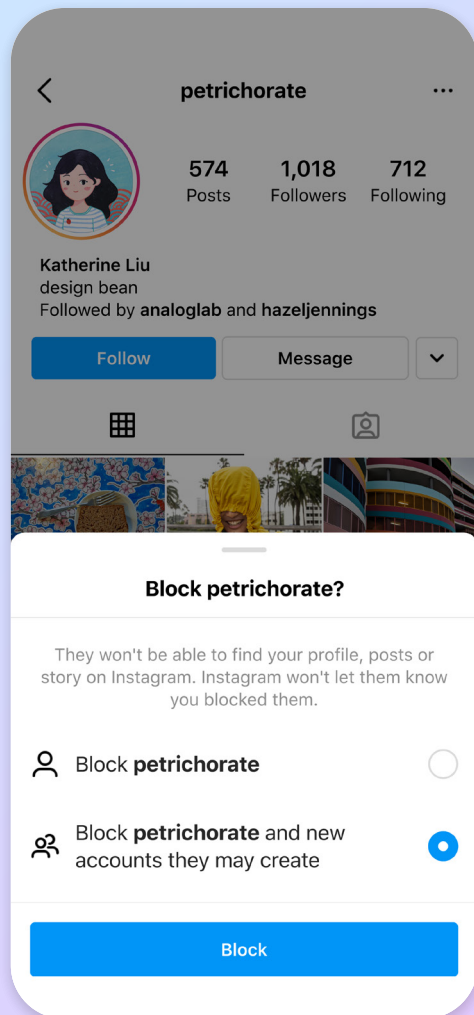 petrichorate
574 1,018 712
Posts Followers Following
Katherine Liu
design bean
Followed by analoglab and hazeljennings
Follow Message
Block petrichorate?
They won't be able to find your profile, posts or
story on Instagram. Instagram won't let them know
you blocked them.
Block petrichorate
Block petrichorate and new
accounts they may create
Block